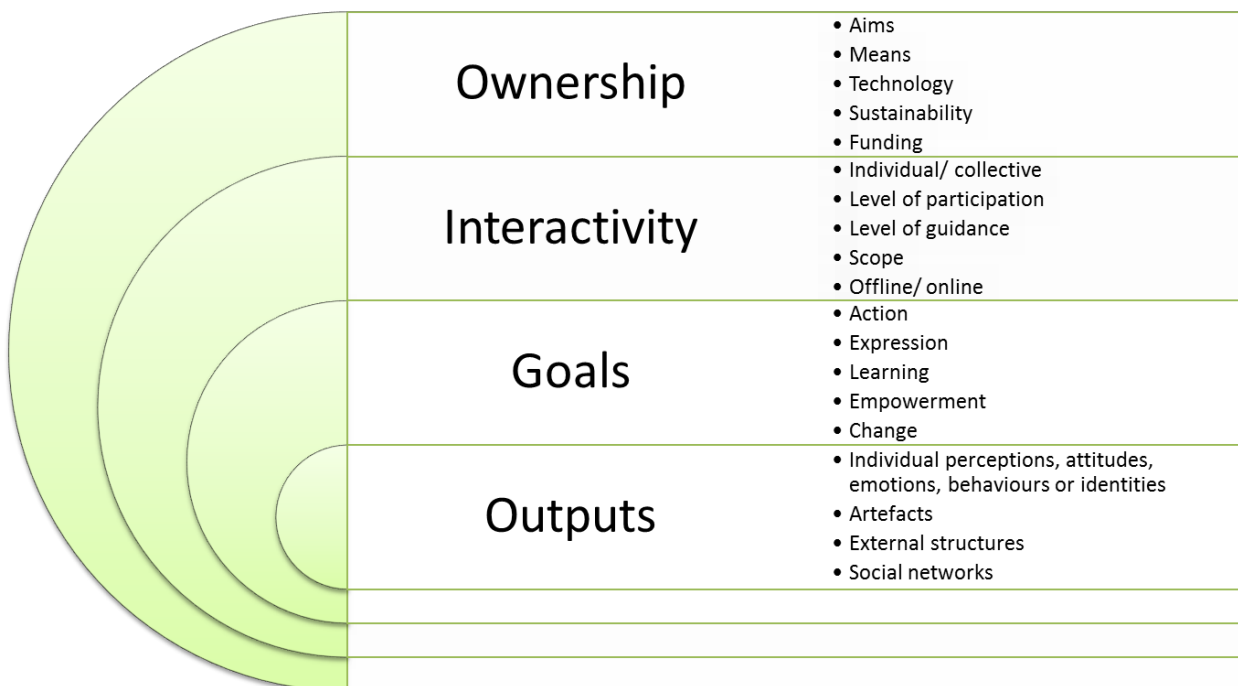 Ownership
• Aims
• Means
• Technology
• Sustainability
• Funding
Interactivity
• Individual/ collective
• Level of participation
• Level of guidance
• Scope
• Offline/ online
Goals
• Action
• Expression
• Learning
• Empowerment
• Change
Outputs
• Individual perceptions, attitudes,
emotions, behaviours or identities
• Artefacts
• External structures
• Social networks